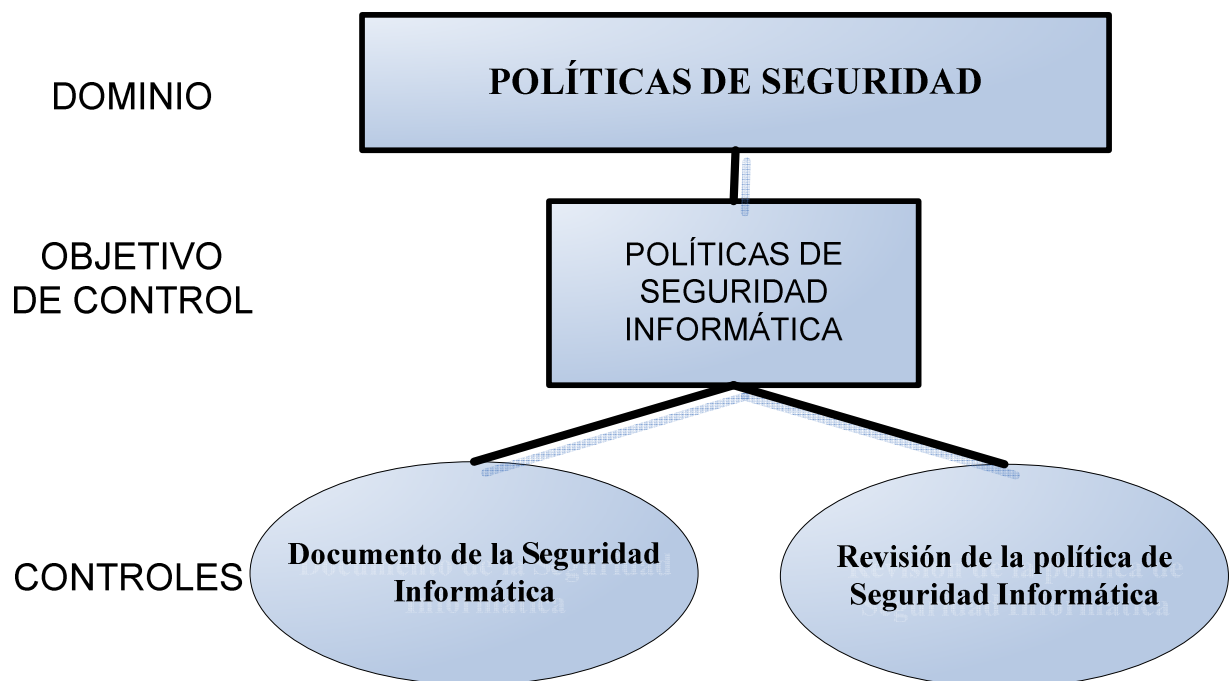 DOMINIO
POLÍTICAS DE SEGURIDAD
OBJETIVO
DE CONTROL
POLÍTICAS DE
SEGURIDAD
INFORMÁTICA
CONTROLES
Documento de la Seguridad
Informática
Revisión de la política de
Seguridad Informática